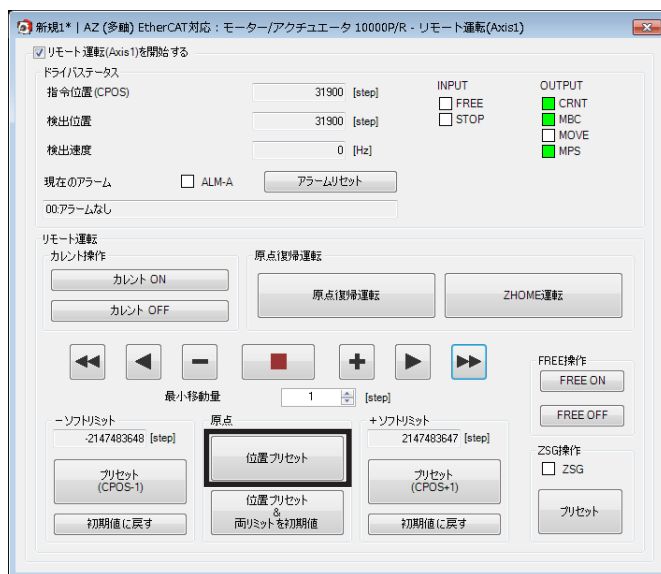 新規1* | AZ (多軸) EtherCAT対応：モーター/アクチュエータ 10000P/R - リモート運転(Axis1)
リモート運転(Axis1)を開始する
ドライバステータス
指令位置(CPOS) 31900 [step]
検出位置 31900 [step]
検出速度 0 [Hz]
INPUT
FREE
STOP
OUTPUT
CRNT
MBC
MOVE
MPS
現在のアラーム ALM-A アラームリセット
00:アラームなし
リモート運転
カレント操作
カレント ON
カレント OFF
原点復帰運転
原点復帰運転 ZHOME運転
最小移動量 1 [step]
FREE操作
FREE ON
FREE OFF
－ソフトリミット
-2147483648 [step]
プリセット
(CPOS-1)
初期値に戻す
原点
位置プリセット
位置プリセット
&
両リミットを初期値
＋ソフトリミット
2147483647 [step]
プリセット
(CPOS+1)
初期値に戻す
ZSG操作
ZSG
プリセット